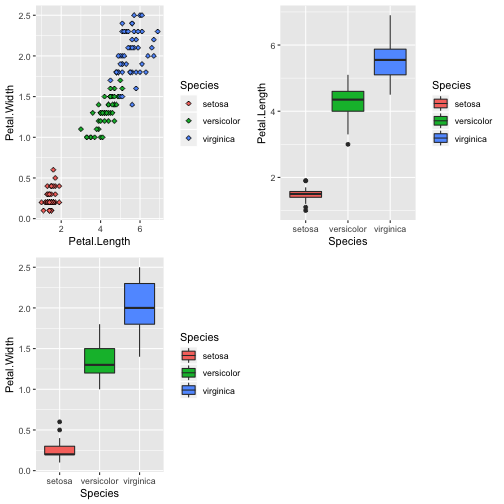 2.5
2.0
1.5
1.0
0.5
0.0
Petal.Width
2
4
6
Petal.Length
Species
setosa
versicolor
virginica
6
4
2
Petal.Length
setosa
versicolor
virginica
Species
Species
setosa
versicolor
virginica
2.5
2.0
1.5
1.0
0.5
0.0
Petal.Width
setosa
versicolor
virginica
Species
Species
setosa
versicolor
virginica